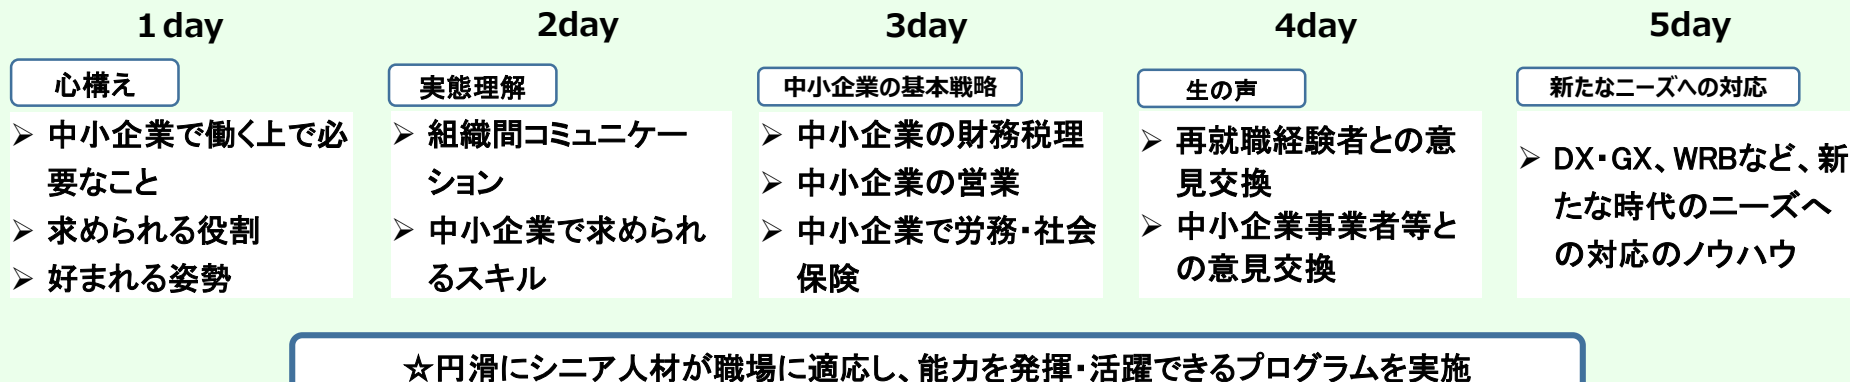 1day
心構え
➢ 中小企業で働く上で必
要なこと
➢ 求められる役割
➢ 好まれる姿勢
2day
実態理解
➢ 組織間コミュニケー
ション
➢ 中小企業で求められ
るスキル
3day
中小企業の基本戦略
➢ 中小企業の財務税理
➢ 中小企業の営業
➢ 中小企業で労務・社会
保険
4day
生の声
➢ 再就職経験者との意
見交換
➢ 中小企業事業者等と
の意見交換
5day
新たなニーズへの対応
➢ DX・GX、WRBなど、新
たな時代のニーズへ
の対応のノウハウ
☆円滑にシニア人材が職場に適応し、能力を発揮・活躍できるプログラムを実施